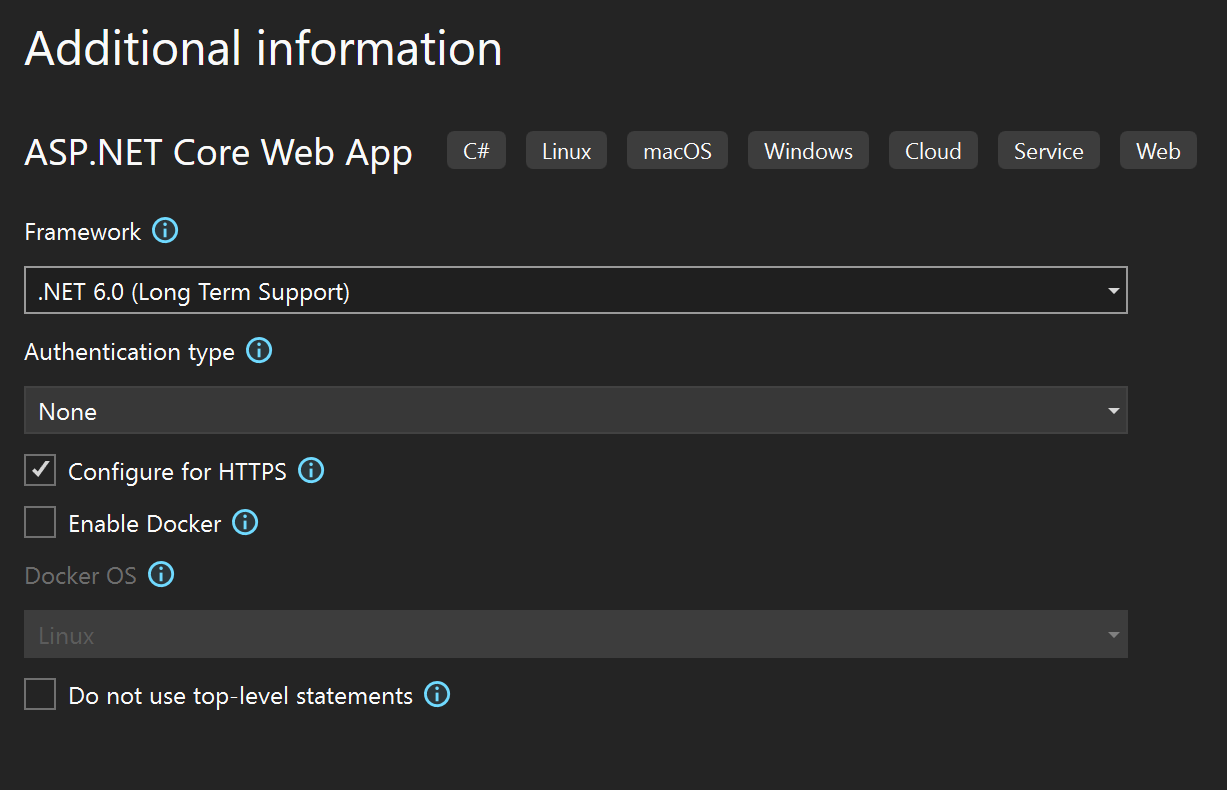 Additional information
ASP.NET Core Web App C# Linux macOS Windows Cloud Service Web
Framework
.NET 6.0 (Long Term Support)
Authentication type
None
Configure for HTTPS
Enable Docker
Docker OS
Linux
Do not use top-level statements